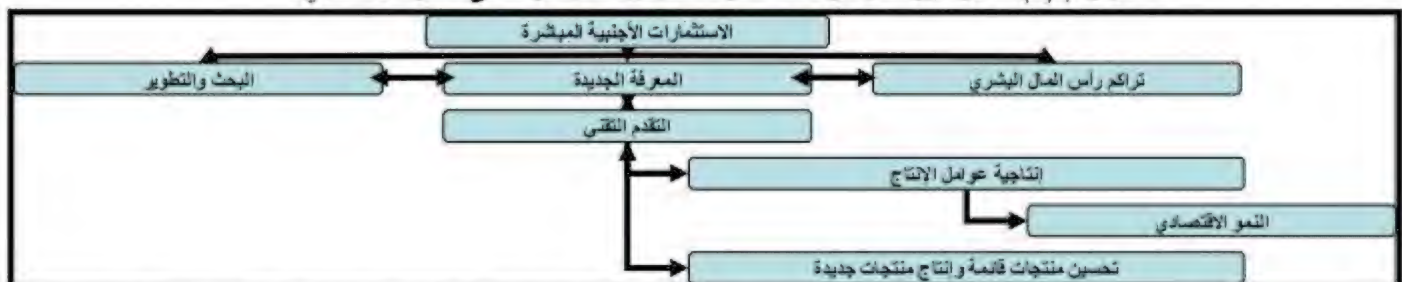 الاستثمارات الأجنبية المباشرة
تراكم رأس المال البشري
المعرفة الجديدة
البحث والتطوير
التقدم التقني
إنتاجية عوامل الإنتاج
النمو الاقتصادي
تحسين منتجات قائمة وإنتاج منتجات جديدة